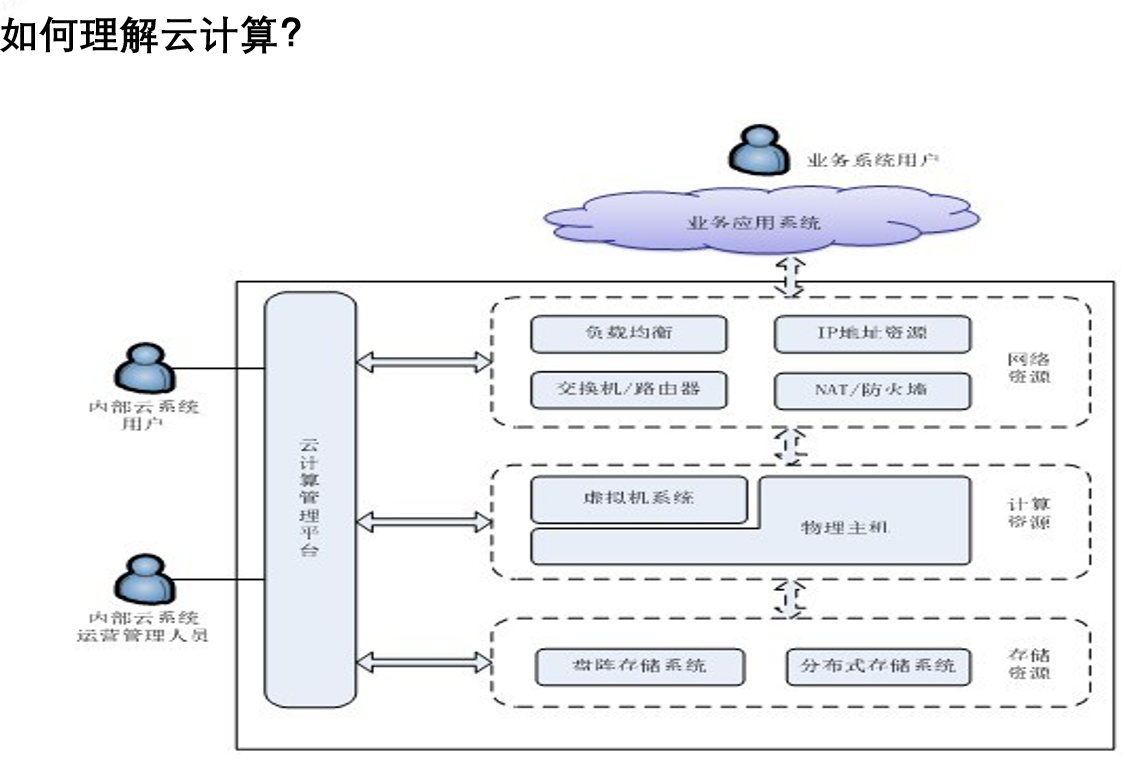 如何理解云计算?
业务系统用户
业务应用系统
负载均衡
IP地址资源
交换机/路由器
NAT/防火墙
网络
资源
内部云系统
用户
云计算管理平台
虚拟机系统
物理主机
计算
资源
内部云系统
运营管理人员
盘阵存储系统
分布式存储系统
存储
资源